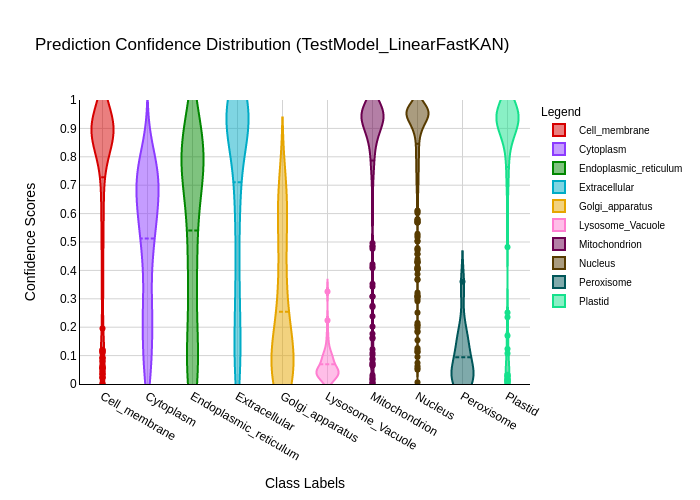 Prediction Confidence Distribution (TestModel_LinearFastKAN)
Legend
Cell_membrane
Cytoplasm
Endoplasmic_reticulum
Extracellular
Golgi_apparatus
Lysosome_Vacuole
Mitochondrion
Nucleus
Peroxisome
Plastid
Confidence Scores
1
0.9
0.8
0.7
0.6
0.5
0.4
0.3
0.2
0.1
0
Cell_membrane
Cytoplasm
Endoplasmic_reticulum
Extracellular
Golgi_apparatus
Lysosome_Vacuole
Mitochondrion
Nucleus
Peroxisome
Plastid
Class Labels